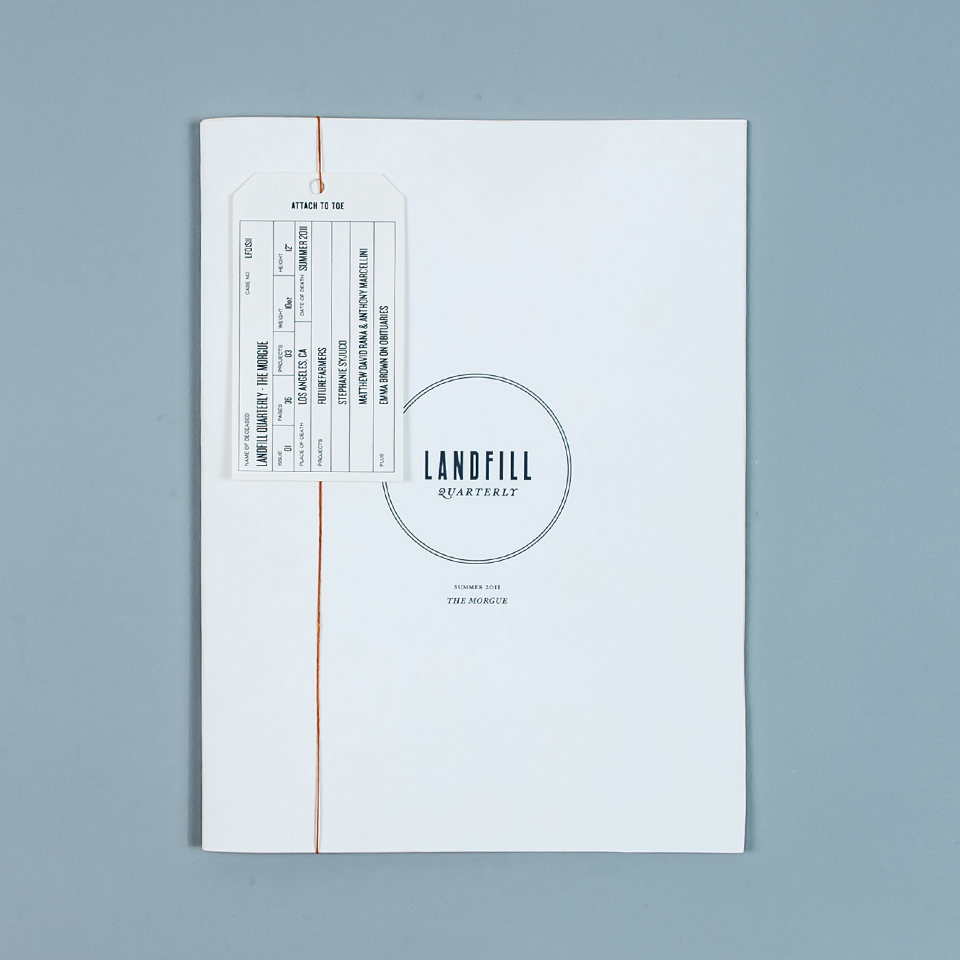 ATTACH TO TOE
NAME OF DECEASED CASE NO.
LANDFILL QUARTERLY - THE MORGUE LFQISI1
ISSUE PAGES PROJECTS WEIGHT HEIGHT
01 36 03 10oz 12"
PLACE OF DEATH LOS ANGELES, CA DATE OF DEATH SUMMER 2011
PROJECTS FUTUREFARMERS
STEPHANIE SYJUCO
MATTHEW DAVID RANA & ANTHONY MARCELLINI
PLUS EMMA BROWN ON OBITUARIES
LANDFILL
QUARTERLY
SUMMER 2011
THE MORGUE